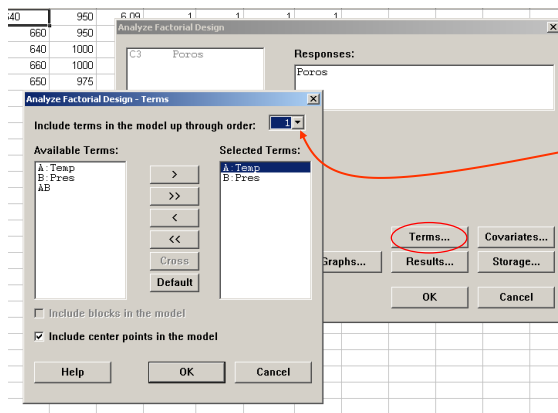 640 950 6.09 1 1 1 1
660 950
640 1000
660 1000
650 975
Analyze Factorial Design
C3 Poros
Responses:
Poros
Terms... Covariates...
Graphs... Results... Storage...
OK Cancel
Analyze Factorial Design - Terms
Include terms in the model up through order: 1
Available Terms: Selected Terms:
A:Temp
B:Pres
AB
>
>>
<
<<
Cross
Default
A:Temp
B:Pres
Include blocks in the model
Include center points in the model
Help OK Cancel